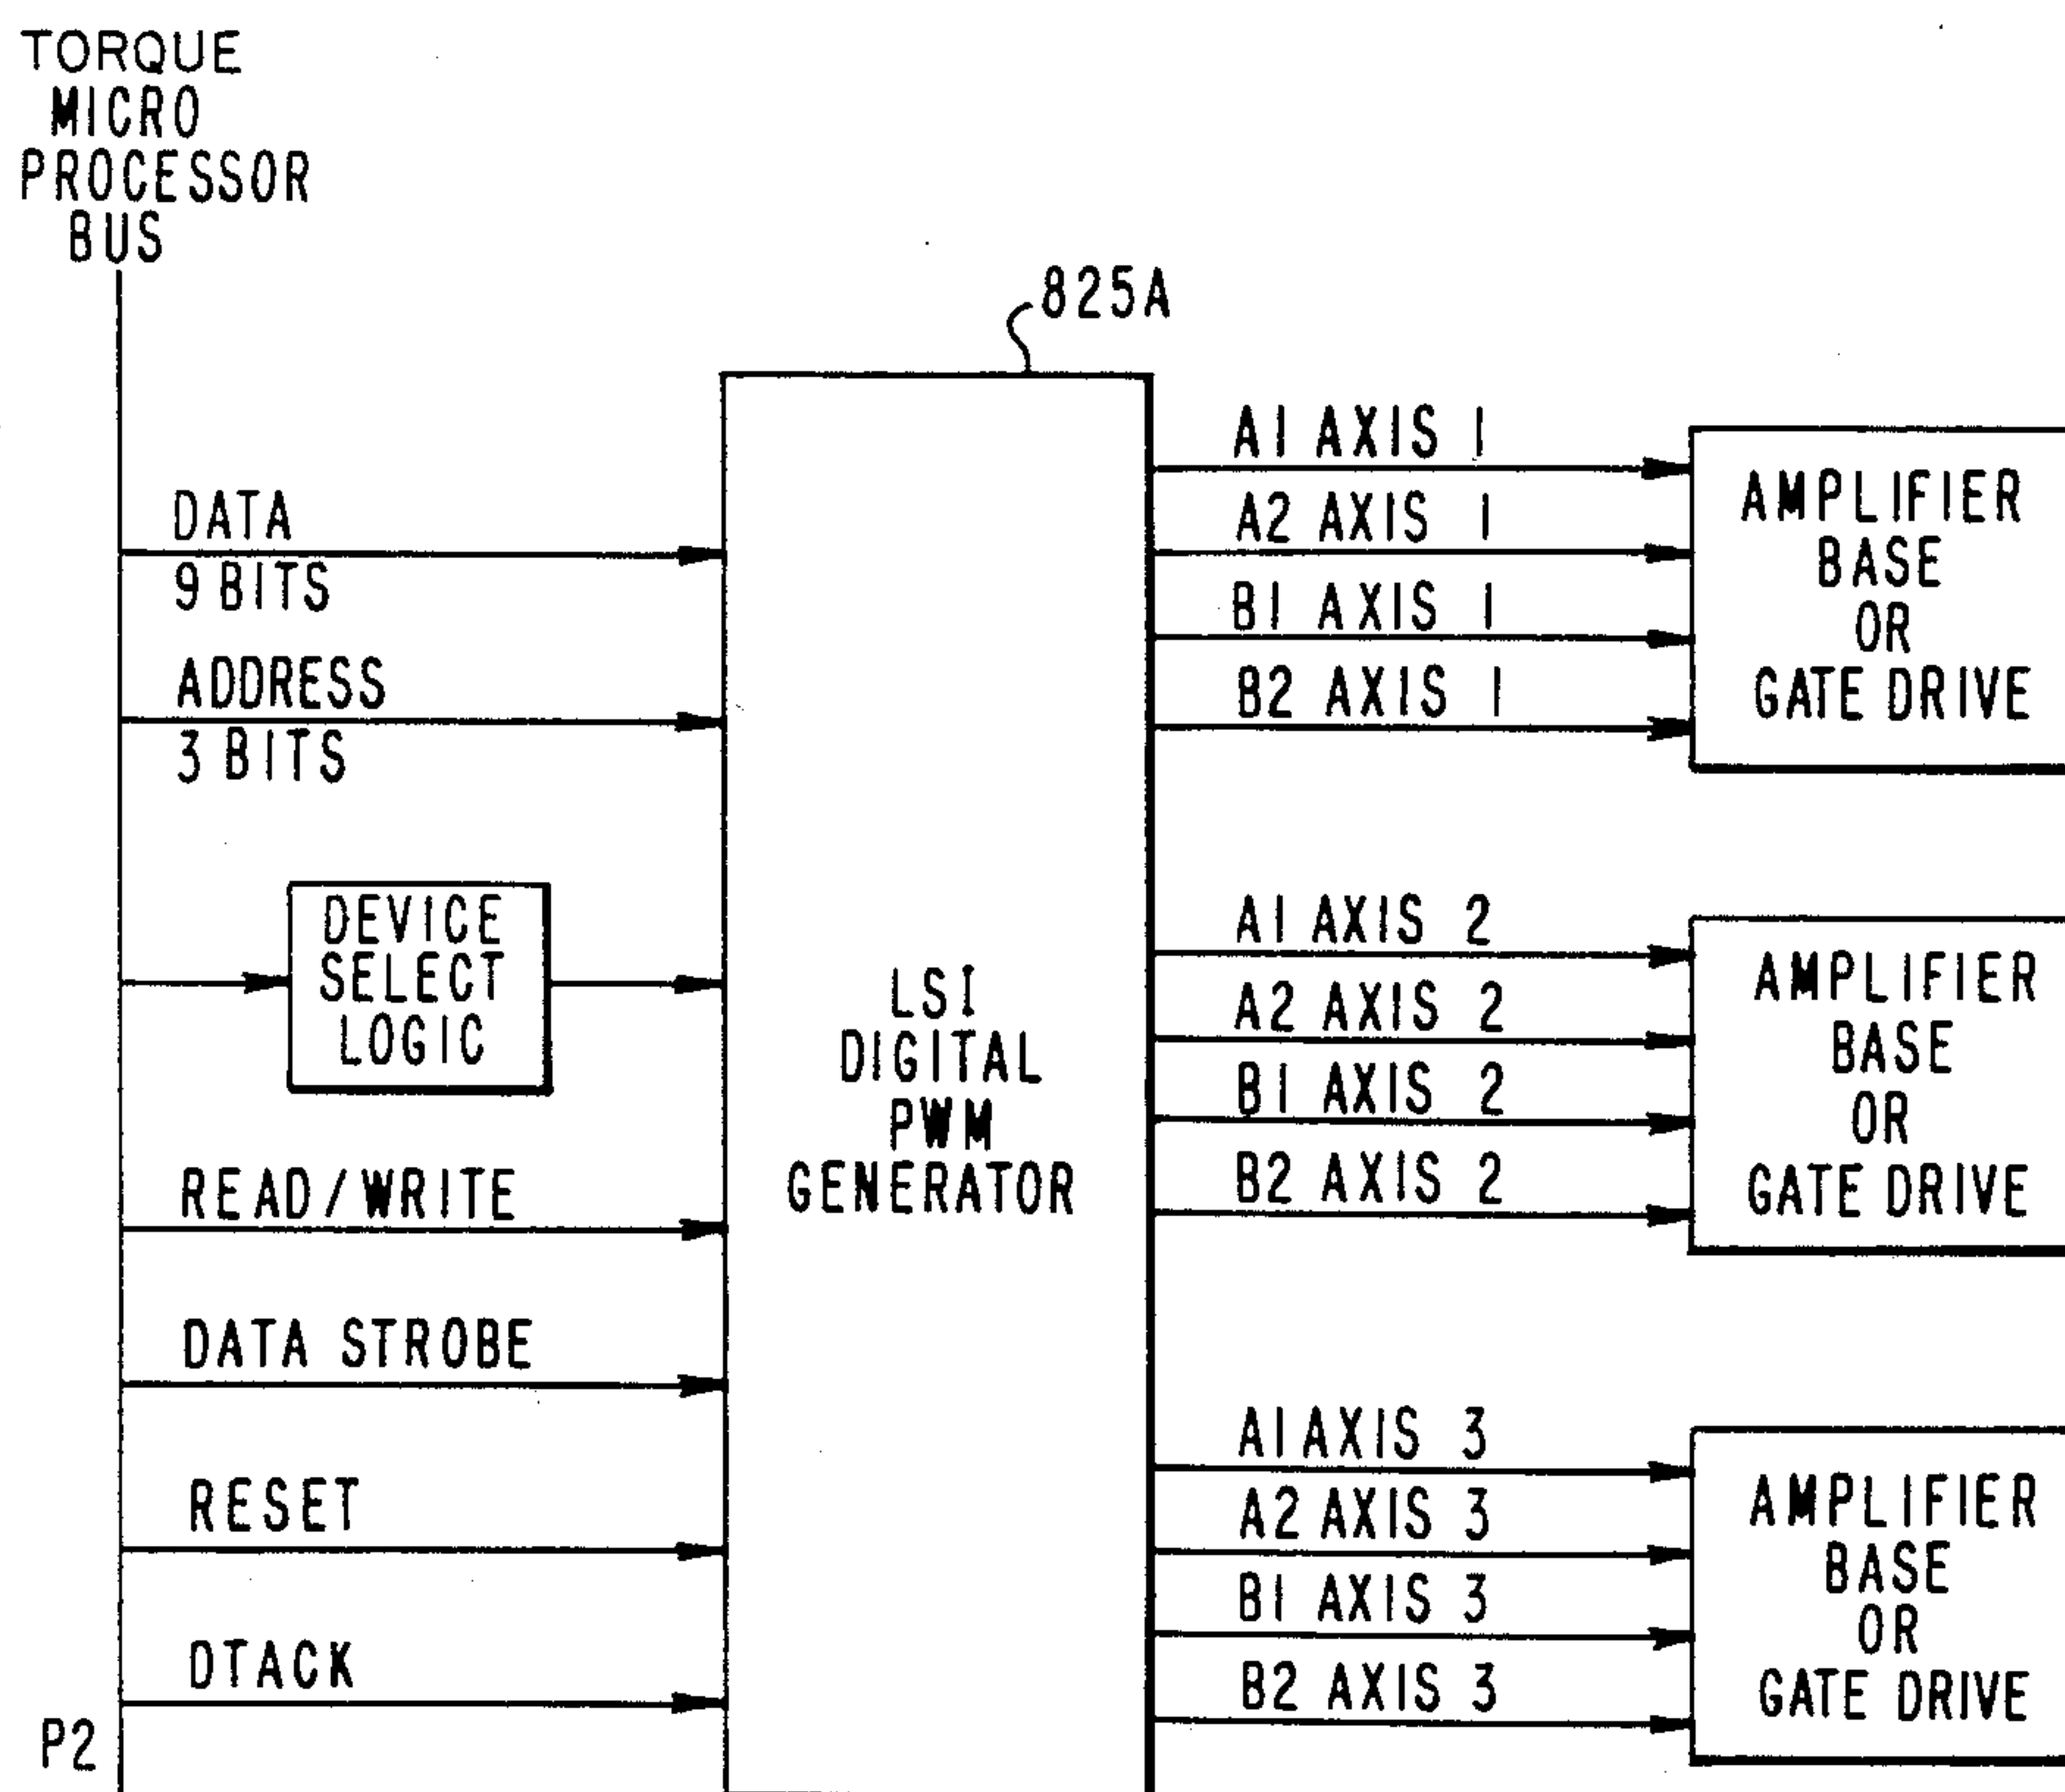 TORQUE
MICRO
PROCESSOR
BUS
825A
DATA
9 BITS
ADDRESS
3 BITS
DEVICE
SELECT
LOGIC
READ/WRITE
DATA STROBE
RESET
DTACK
P2
LSI
DIGITAL
PWM
GENERATOR
A1 AXIS 1
A2 AXIS 1
B1 AXIS 1
B2 AXIS 1
AMPLIFIER
BASE
OR
GATE DRIVE
A1 AXIS 2
A2 AXIS 2
B1 AXIS 2
B2 AXIS 2
AMPLIFIER
BASE
OR
GATE DRIVE
A1 AXIS 3
A2 AXIS 3
B1 AXIS 3
B2 AXIS 3
AMPLIFIER
BASE
OR
GATE DRIVE